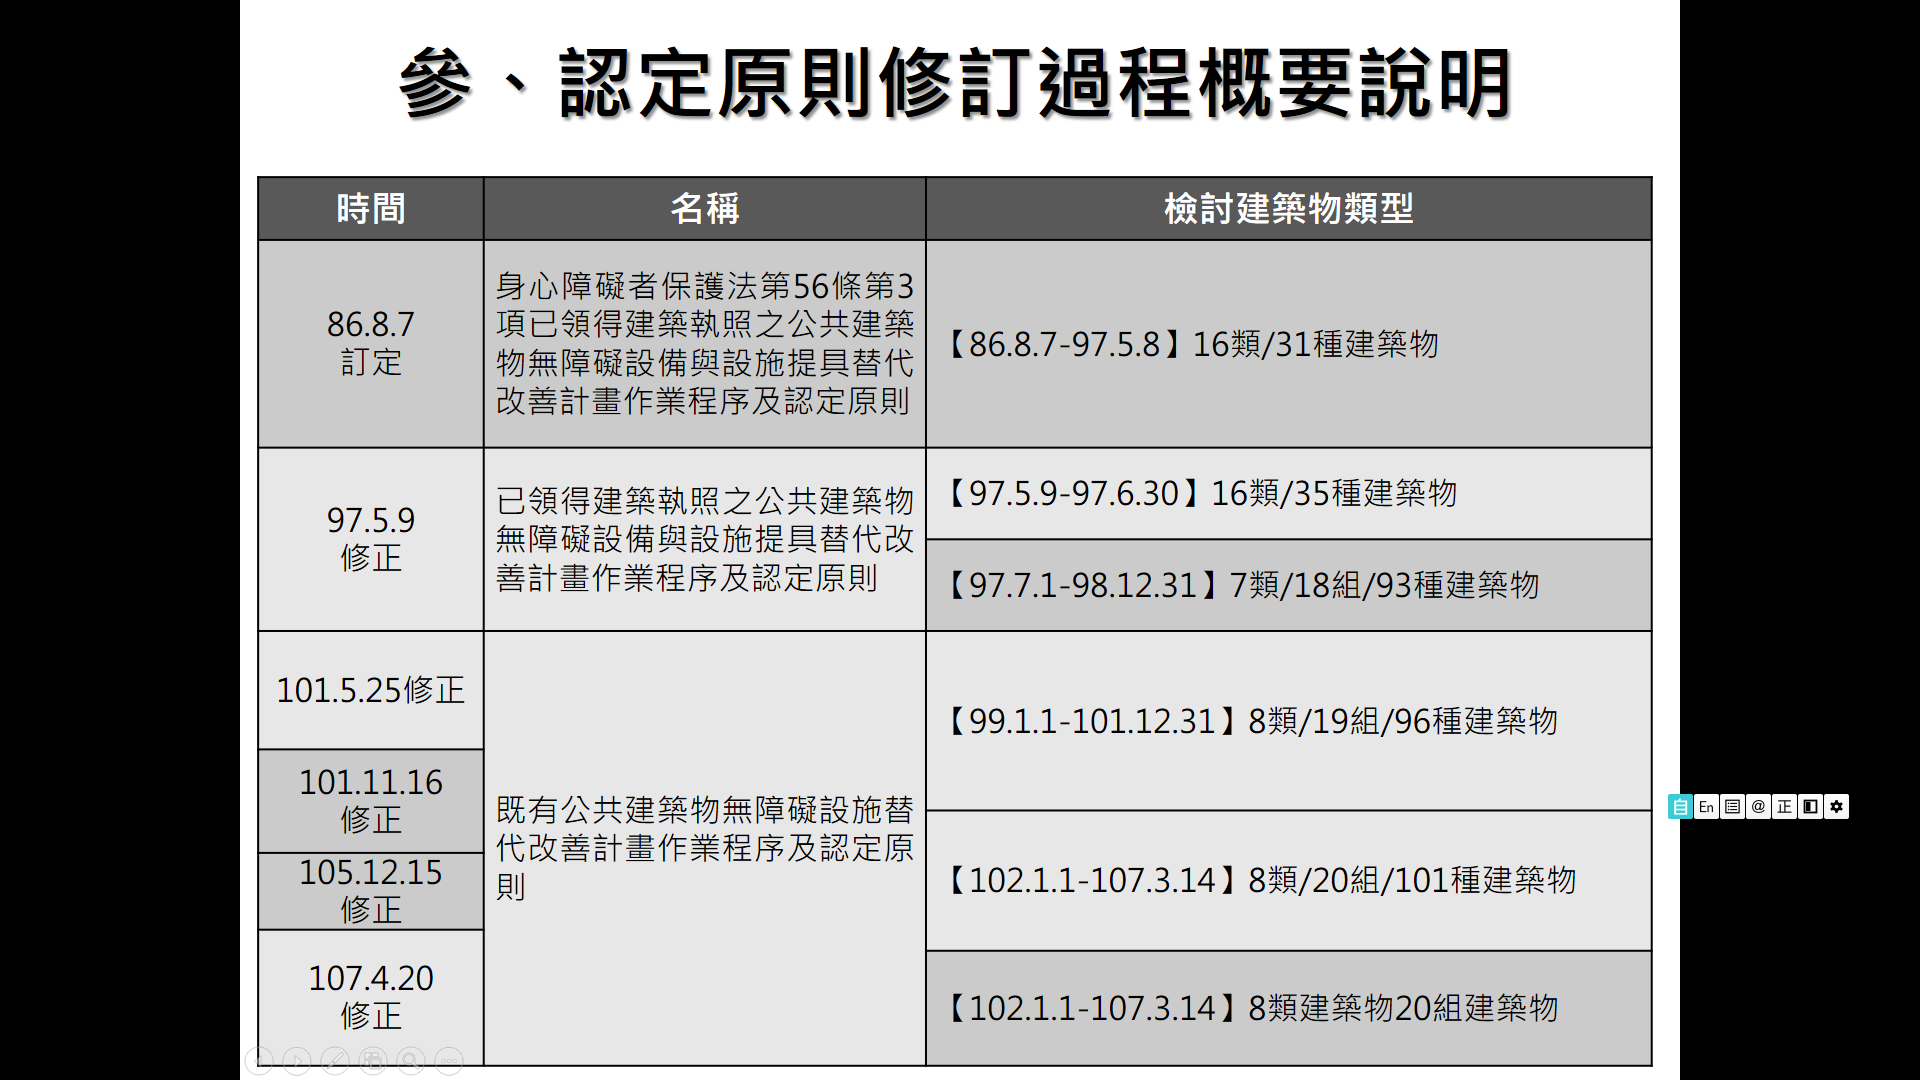 參、認定原則修訂過程概要說明
時間
名稱
檢討建築物類型
86.8.7
訂定
身心障礙者保護法第56條第3
項已領得建築執照之公共建築
物無障礙設備與設施提具替代
改善計畫作業程序及認定原則
【86.8.7-97.5.8】16類/31種建築物
97.5.9
修正
已領得建築執照之公共建築物
無障礙設備與設施提具替代改
善計畫作業程序及認定原則
【97.5.9-97.6.30】16類/35種建築物
【97.7.1-98.12.31】7類/18組/93種建築物
101.5.25修正
101.11.16
修正
105.12.15
修正
107.4.20
修正
既有公共建築物無障礙設施替
代改善計畫作業程序及認定原
則
【99.1.1-101.12.31】8類/19組/96種建築物
【102.1.1-107.3.14】8類/20組/101種建築物
【102.1.1-107.3.14】8類建築物20組建築物
自 En @ 正